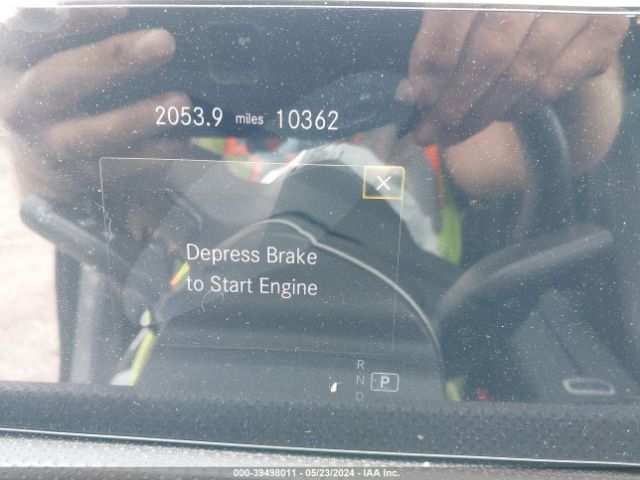 2053.9 miles 10362
Depress Brake
to Start Engine
R
N P
D
000-39498011 - 05/23/2024 - IAA Inc.